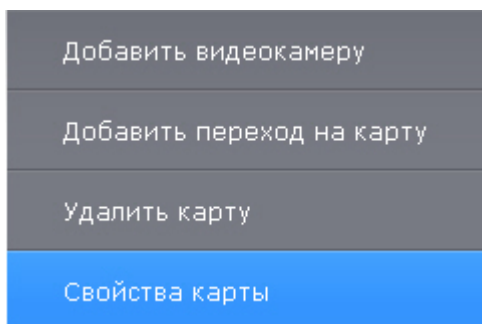 Добавить видеокамеру
Добавить переход на карту
Удалить карту
Свойства карты